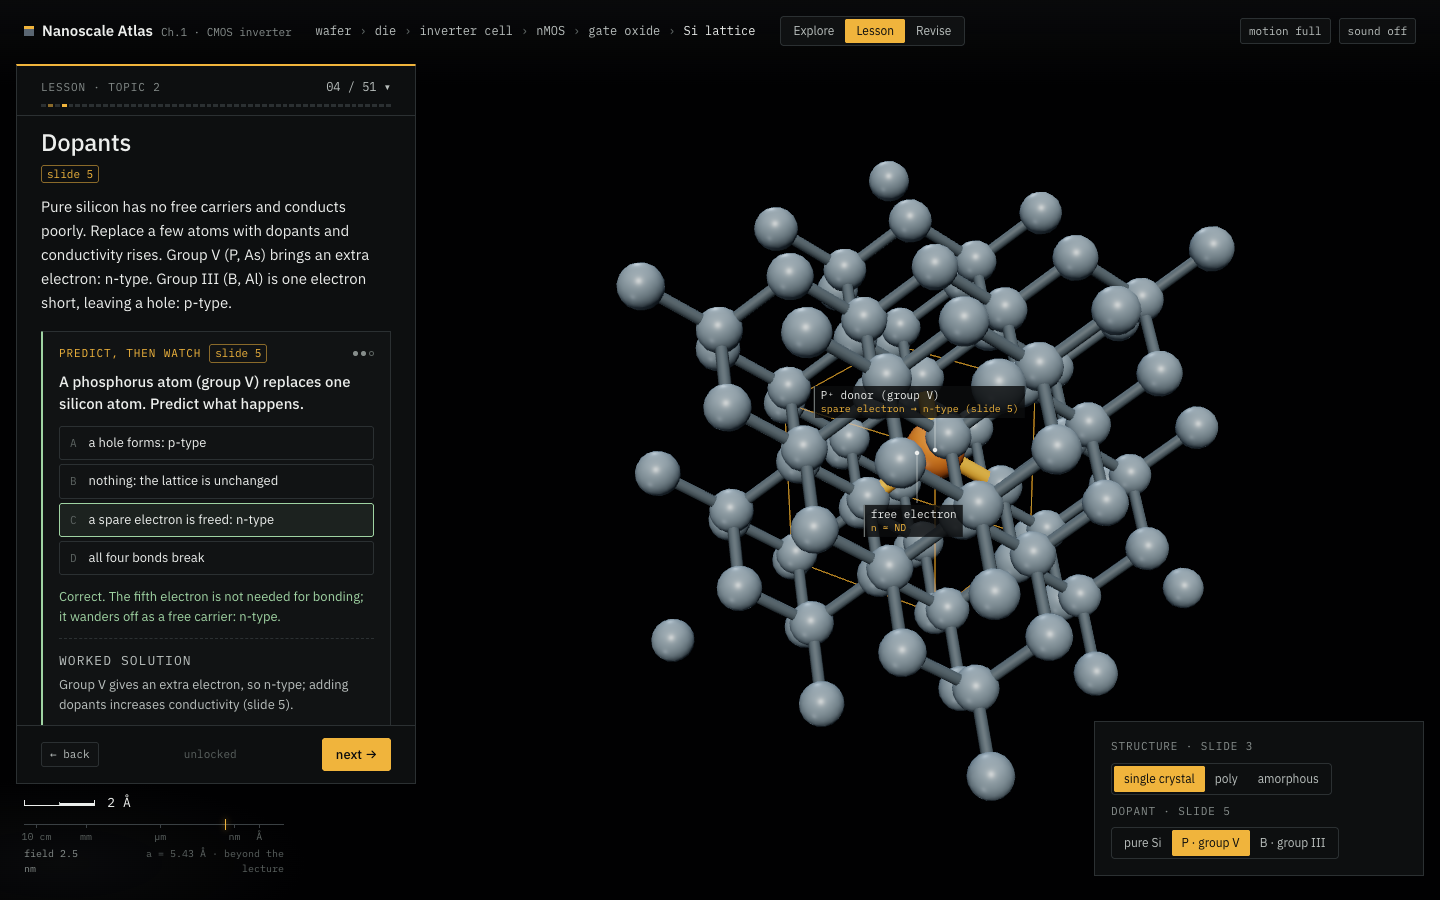 Nanoscale Atlas Ch.1 · CMOS inverter
wafer › die › inverter cell › nMOS › gate oxide › Si lattice
Explore Lesson Revise
motion full sound off
LESSON · TOPIC 2 04 / 51 ▾
Dopants
slide 5
Pure silicon has no free carriers and conducts
poorly. Replace a few atoms with dopants and
conductivity rises. Group V (P, As) brings an extra
electron: n-type. Group III (B, Al) is one electron
short, leaving a hole: p-type.
PREDICT, THEN WATCH slide 5
A phosphorus atom (group V) replaces one
silicon atom. Predict what happens.
A a hole forms: p-type
B nothing: the lattice is unchanged
C a spare electron is freed: n-type
D all four bonds break
Correct. The fifth electron is not needed for bonding;
it wanders off as a free carrier: n-type.
WORKED SOLUTION
Group V gives an extra electron, so n-type; adding
dopants increases conductivity (slide 5).
← back unlocked next →
2 Å
10 cm mm µm nm Å
field 2.5 nm
a = 5.43 Å · beyond the lecture
P⁺ donor (group V)
spare electron → n-type (slide 5)
free electron
n = ND
STRUCTURE · SLIDE 3
single crystal poly amorphous
DOPANT · SLIDE 5
pure Si P · group V B · group III